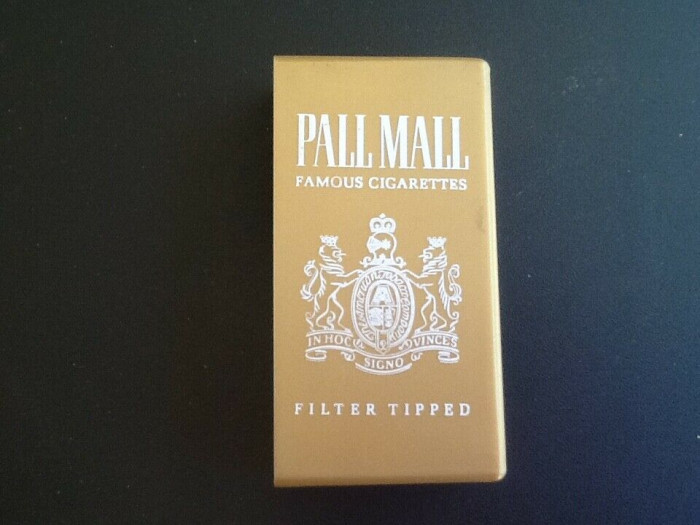 PALL MALL
FAMOUS CIGARETTES
IN HOC SIGNO VINCES
FILTER TIPPED